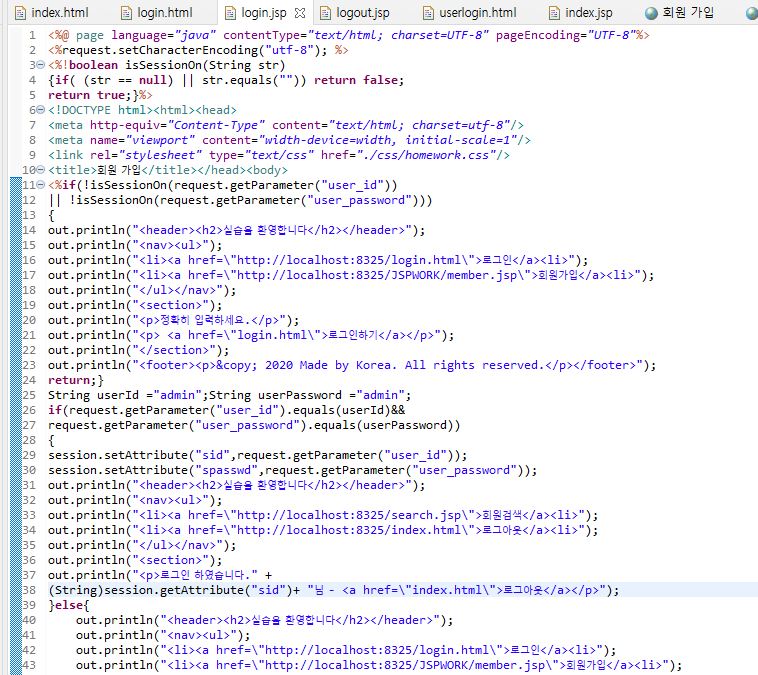 index.html login.html login.jsp logout.jsp userlogin.html index.jsp 회원 가입
1 <%@ page language="java" contentType="text/html; charset=UTF-8" pageEncoding="UTF-8"%>
2 <%request.setCharacterEncoding("utf-8"); %>
3 <%!boolean isSessionOn(String str)
4 {if( (str == null) || str.equals("")) return false;
5 return true;}%>
6 <!DOCTYPE html><html><head>
7 <meta http-equiv="Content-Type" content="text/html; charset=utf-8"/>
8 <meta name="viewport" content="width-device=width, initial-scale=1"/>
9 <link rel="stylesheet" type="text/css" href="./css/homework.css"/>
10 <title>회원 가입</title></head><body>
11 <%if(!isSessionOn(request.getParameter("user_id"))
12 || !isSessionOn(request.getParameter("user_password")))
13 {
14 out.println("<header><h2>실습을 환영합니다</h2></header>");
15 out.println("<nav><ul>");
16 out.println("<li><a href=\"http://localhost:8325/login.html\">로그인</a><li>");
17 out.println("<li><a href=\"http://localhost:8325/JSPWORK/member.jsp\">회원가입</a><li>");
18 out.println("</ul></nav>");
19 out.println("<section>");
20 out.println("<p>정확히 입력하세요.</p>");
21 out.println("<p> <a href=\"login.html\">로그인하기</a></p>");
22 out.println("</section>");
23 out.println("<footer><p>&copy; 2020 Made by Korea. All rights reserved.</p></footer>");
24 return;}
25 String userId ="admin";String userPassword ="admin";
26 if(request.getParameter("user_id").equals(userId)&&
27 request.getParameter("user_password").equals(userPassword))
28 {
29 session.setAttribute("sid",request.getParameter("user_id"));
30 session.setAttribute("spasswd",request.getParameter("user_password"));
31 out.println("<header><h2>실습을 환영합니다</h2></header>");
32 out.println("<nav><ul>");
33 out.println("<li><a href=\"http://localhost:8325/search.jsp\">회원검색</a><li>");
34 out.println("<li><a href=\"http://localhost:8325/index.html\">로그아웃</a><li>");
35 out.println("</ul></nav>");
36 out.println("<section>");
37 out.println("<p>로그인 하였습니다." +
38 (String)session.getAttribute("sid")+ "님 - <a href=\"index.html\">로그아웃</a></p>");
39 }else{
40 out.println("<header><h2>실습을 환영합니다</h2></header>");
41 out.println("<nav><ul>");
42 out.println("<li><a href=\"http://localhost:8325/login.html\">로그인</a><li>");
43 out.println("<li><a href=\"http://localhost:8325/JSPWORK/member.jsp\">회원가입</a><li>");